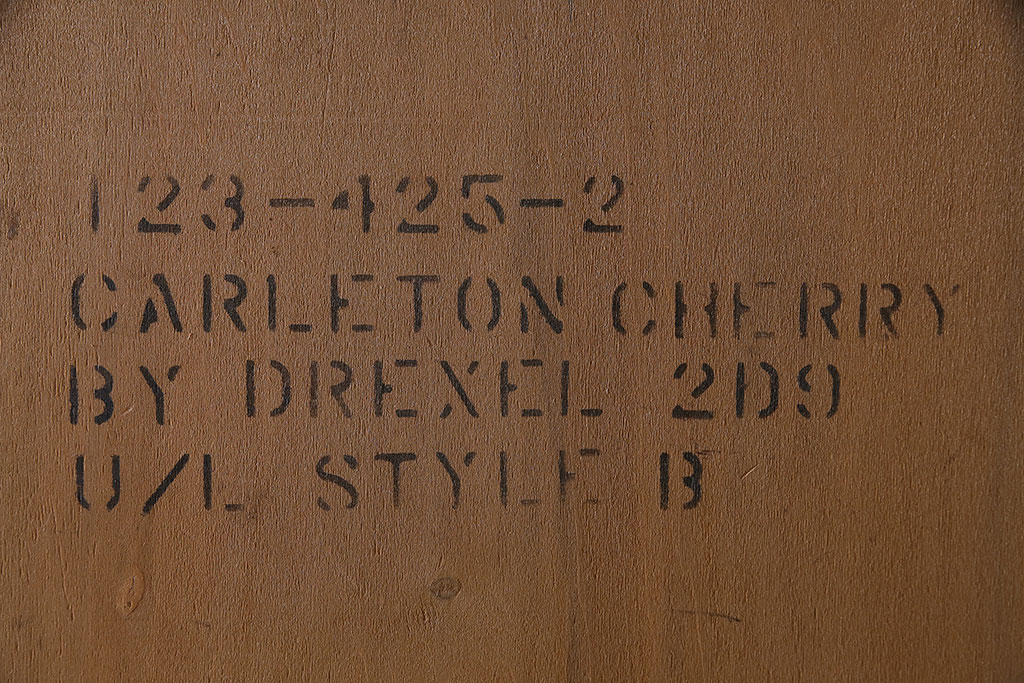 123-425-2
CARLETON CHERRY
BY DREXEL 2D9
U/L STYLE B